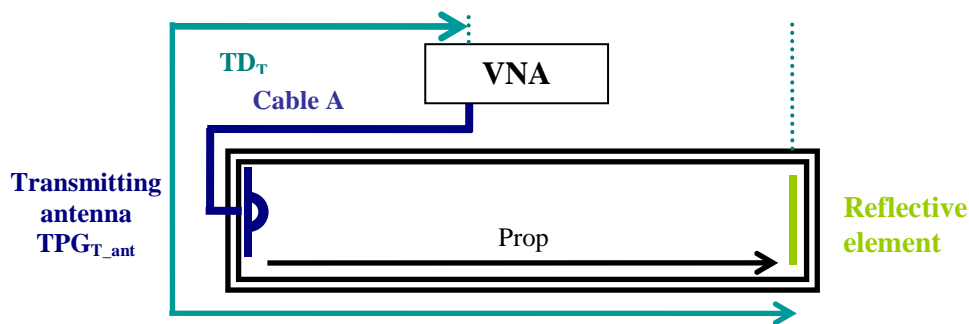 TD_T
VNA
Cable A
Transmitting
antenna
TPG_T_ant
Prop
Reflective
element